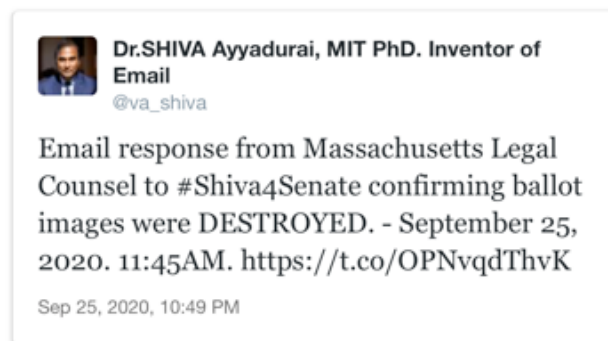 Dr.SHIVA Ayyadurai, MIT PhD. Inventor of
Email
@va_shiva
Email response from Massachusetts Legal
Counsel to #Shiva4Senate confirming ballot
images were DESTROYED. - September 25,
2020. 11:45AM. https://t.co/OPNvqdThvK
Sep 25, 2020, 10:49 PM